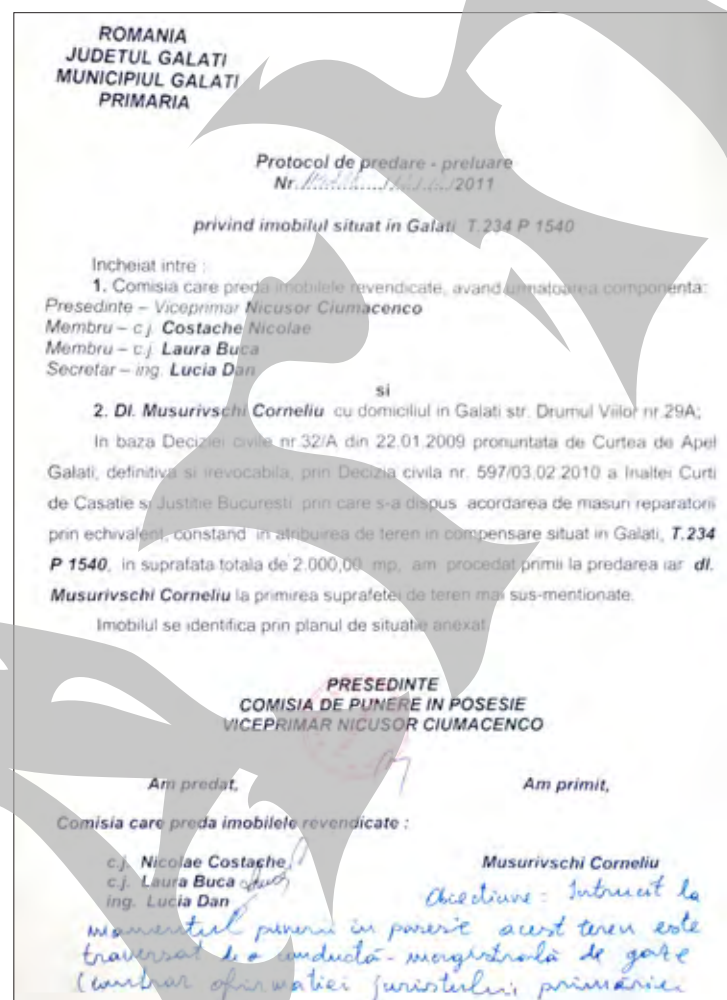 ROMANIA
JUDETUL GALATI
MUNICIPIUL GALATI
PRIMARIA
Protocol de predare - preluare
Nr. /2011
privind imobilul situat in Galati T.234 P 1540
Incheiat intre :
1. Comisia care preda imobilele revendicate, avand urmatoarea componenta:
Presedinte – Viceprimar Nicusor Ciumacenco
Membru – c.j. Costache Nicolae
Membru – c.j. Laura Buca
Secretar – ing. Lucia Dan
si
2. Dl. Musurivschi Corneliu cu domiciliul in Galati str. Drumul Viilor nr.29A;
In baza Deciziei civile nr.32/A din 22.01.2009 pronuntata de Curtea de Apel
Galati, definitiva si irevocabila, prin Decizia civila nr. 597/03.02.2010 a Inaltei Curti
de Casatie si Justitie Bucuresti prin care s-a dispus acordarea de masuri reparatorii
prin echivalent, constand in atribuirea de teren in compensare situat in Galati, T.234
P 1540, in suprafata totala de 2.000,00 mp, am procedat primii la predarea iar dl.
Musurivschi Corneliu la primirea suprafetei de teren mai sus-mentionate.
Imobilul se identifica prin planul de situatie anexat
PRESEDINTE
COMISIA DE PUNERE IN POSESIE
VICEPRIMAR NICUSOR CIUMACENCO
Am predat,
Am primit,
Comisia care preda imobilele revendicate :
c.j. Nicolae Costache
c.j. Laura Buca
ing. Lucia Dan
Musurivschi Corneliu
Obiectiune: Intrucit la
momentul punerii in posesie acest teren este
traversat de o conductă-magistrală de gaze
(contrar afirmatiei juristului primăriei